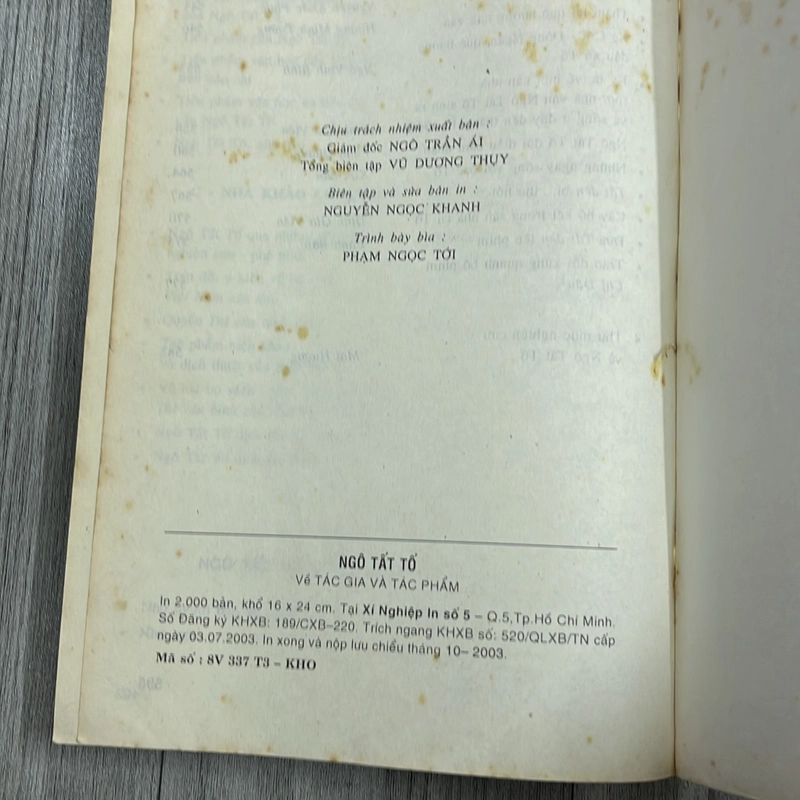 Chịu trách nhiệm xuất bản :
Giám đốc NGÔ TRẦN ÁI
Tổng biên tập VŨ DƯƠNG THỤY
Biên tập và sửa bản in :
NGUYỄN NGỌC KHANH
Trình bày bìa :
PHẠM NGỌC TỚI
NGÔ TẤT TỐ
Về TÁC GIA VÀ TÁC PHẨM
In 2.000 bản, khổ 16 x 24 cm. Tại Xí Nghiệp In số 5 – Q.5,Tp.Hồ Chí Minh.
Số Đăng ký KHXB: 189/CXB–220. Trích ngang KHXB số: 520/QLXB/TN cấp
ngày 03.07.2003. In xong và nộp lưu chiểu tháng 10– 2003.
Mã số : 8V 337 T3 – KHO